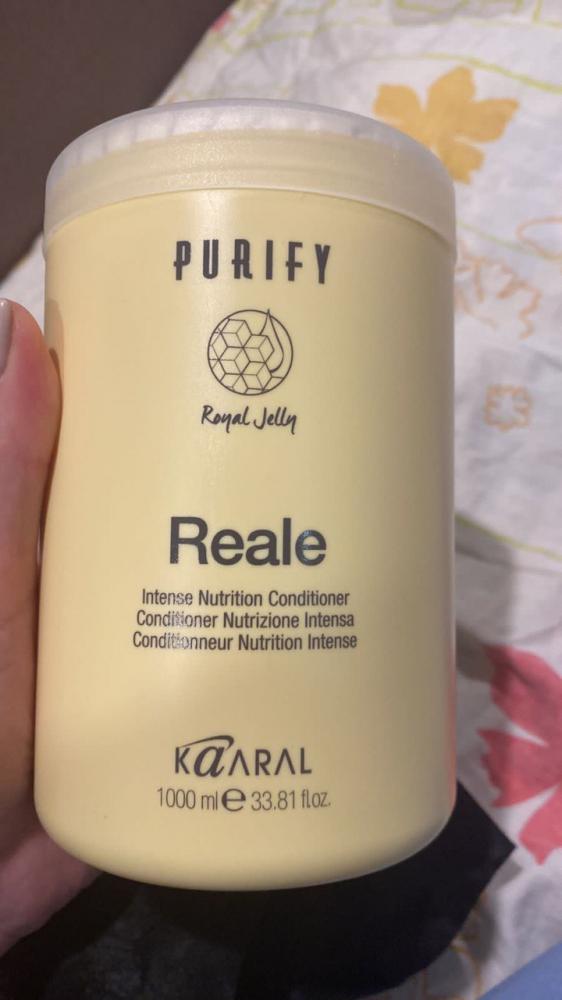 PURIFY
Royal Jelly
Reale
Intense Nutrition Conditioner
Conditioner Nutrizione Intensa
Conditionneur Nutrition Intense
KAARAL
1000 ml e 33.81 fl.oz.